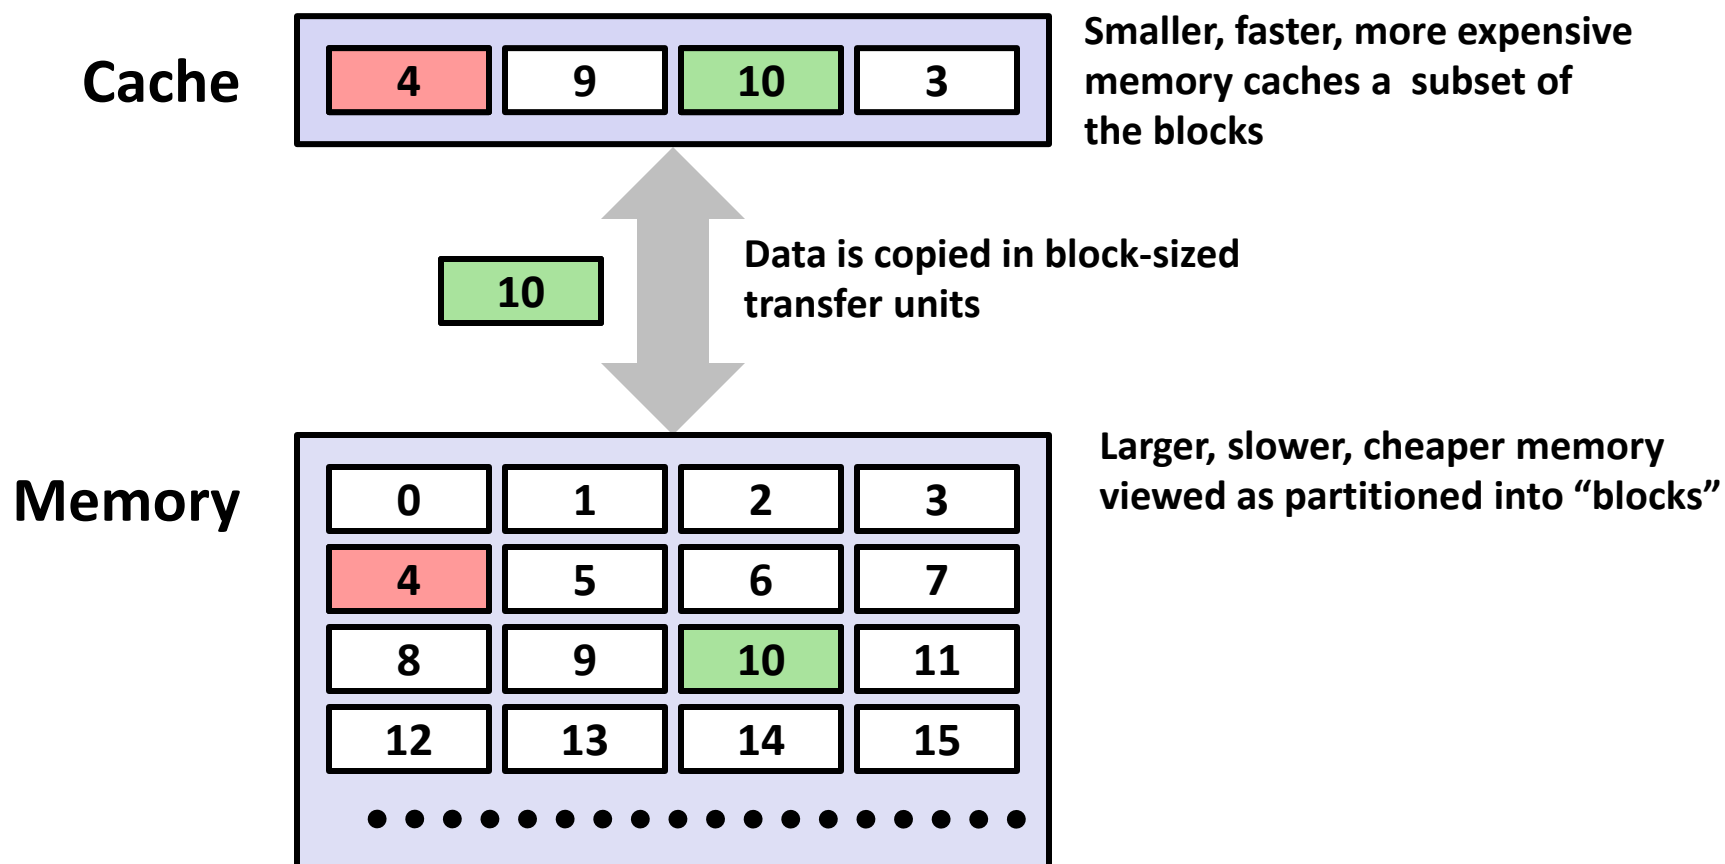 Cache
4 9 10 3
Smaller, faster, more expensive
memory caches a  subset of
the blocks
10
Data is copied in block-sized
transfer units
Memory
Larger, slower, cheaper memory
viewed as partitioned into “blocks”
0 1 2 3
4 5 6 7
8 9 10 11
12 13 14 15